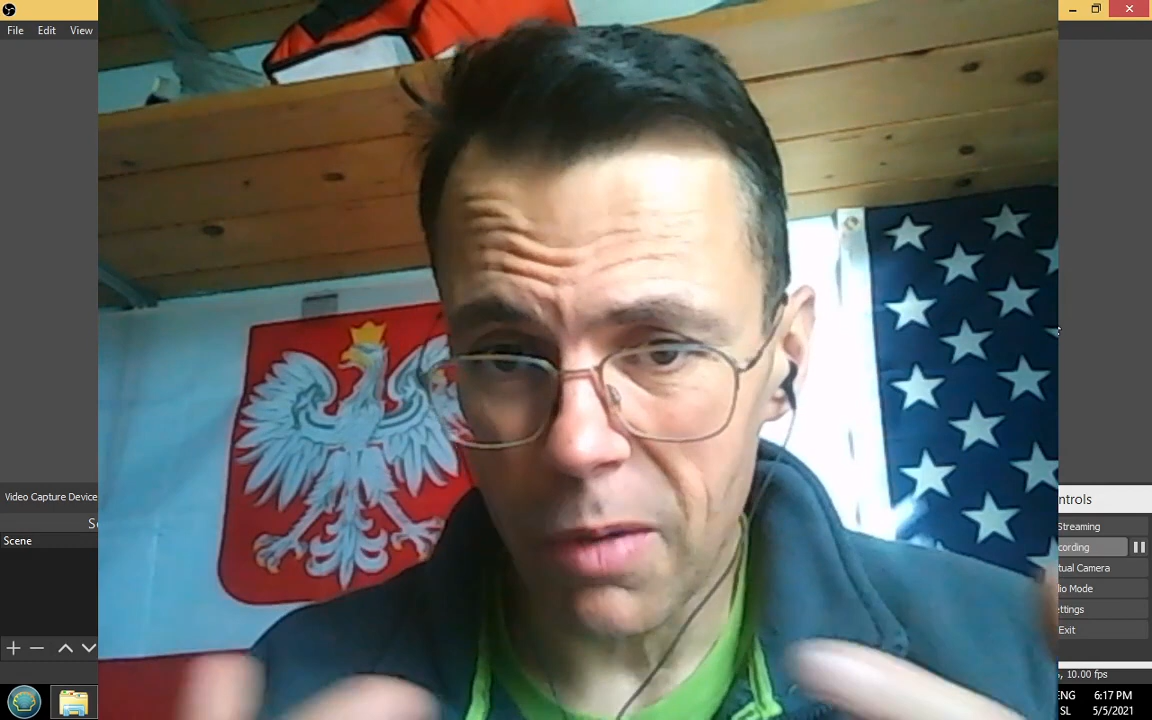 File Edit View
Video Capture Device
Scene
ntrols
Streaming
cording
tual Camera
io Mode
ettings
Exit
, 10.00 fps
ENG 6:17 PM
SL 5/5/2021